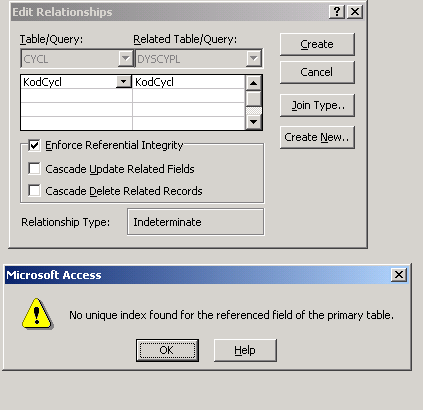 Edit Relationships
Table/Query: Related Table/Query:
CYCL DYSCYPL
KodCycl KodCycl
Enforce Referential Integrity
Cascade Update Related Fields
Cascade Delete Related Records
Relationship Type: Indeterminate
Create
Cancel
Join Type..
Create New..
Microsoft Access
No unique index found for the referenced field of the primary table.
OK Help